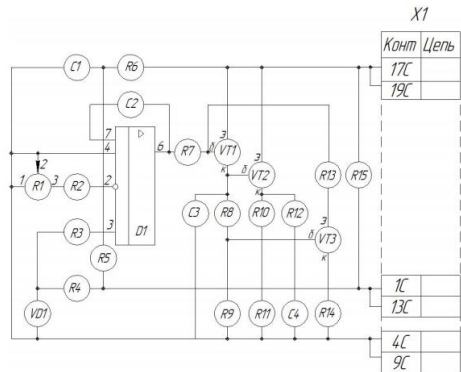 X1
Конт Цепь
17С
19С
C1 R6
C2
7
4
6
R7
б
э
VT1
к
б
э
VT2
к
R13 R15
1 2 3
R1 R2
2
3
D1
R3
R5
C3 R8 R10 R12
б
э
VT3
к
R4
VD1
R9 R11 C4 R14
1С
13С
4С
9С